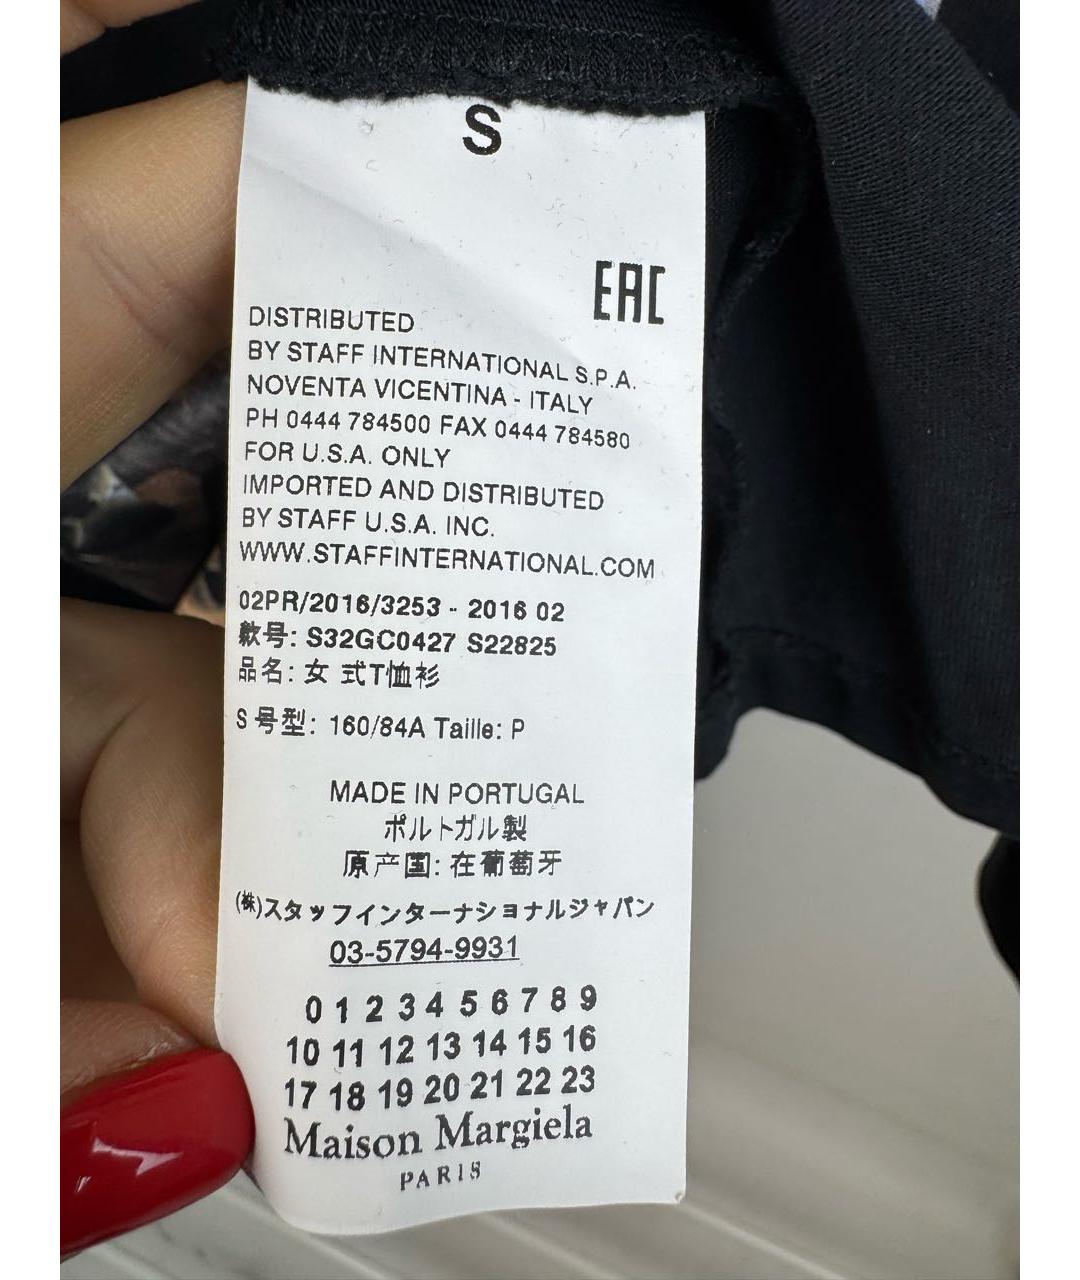 S
EAC
DISTRIBUTED
BY STAFF INTERNATIONAL S.P.A.
NOVENTA VICENTINA - ITALY
PH 0444 784500 FAX 0444 784580
FOR U.S.A. ONLY
IMPORTED AND DISTRIBUTED
BY STAFF U.S.A. INC.
WWW.STAFFINTERNATIONAL.COM
02PR/2016/3253 - 2016 02
款号: S32GC0427 S22825
品名: 女 式T恤衫
S 号型: 160/84A Taille: P
MADE IN PORTUGAL
ポルトガル製
原产国: 在葡萄牙
(株)スタッフインターナショナルジャパン
03-5794-9931
0 1 2 3 4 5 6 7 8 9
10 11 12 13 14 15 16
17 18 19 20 21 22 23
Maison Margiela
PARIS